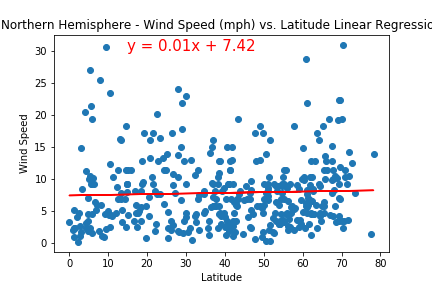 Northern Hemisphere - Wind Speed (mph) vs. Latitude Linear Regressio
y = 0.01x + 7.42
30
25
20
15
10
5
0
Wind Speed
0 10 20 30 40 50 60 70 80
Latitude